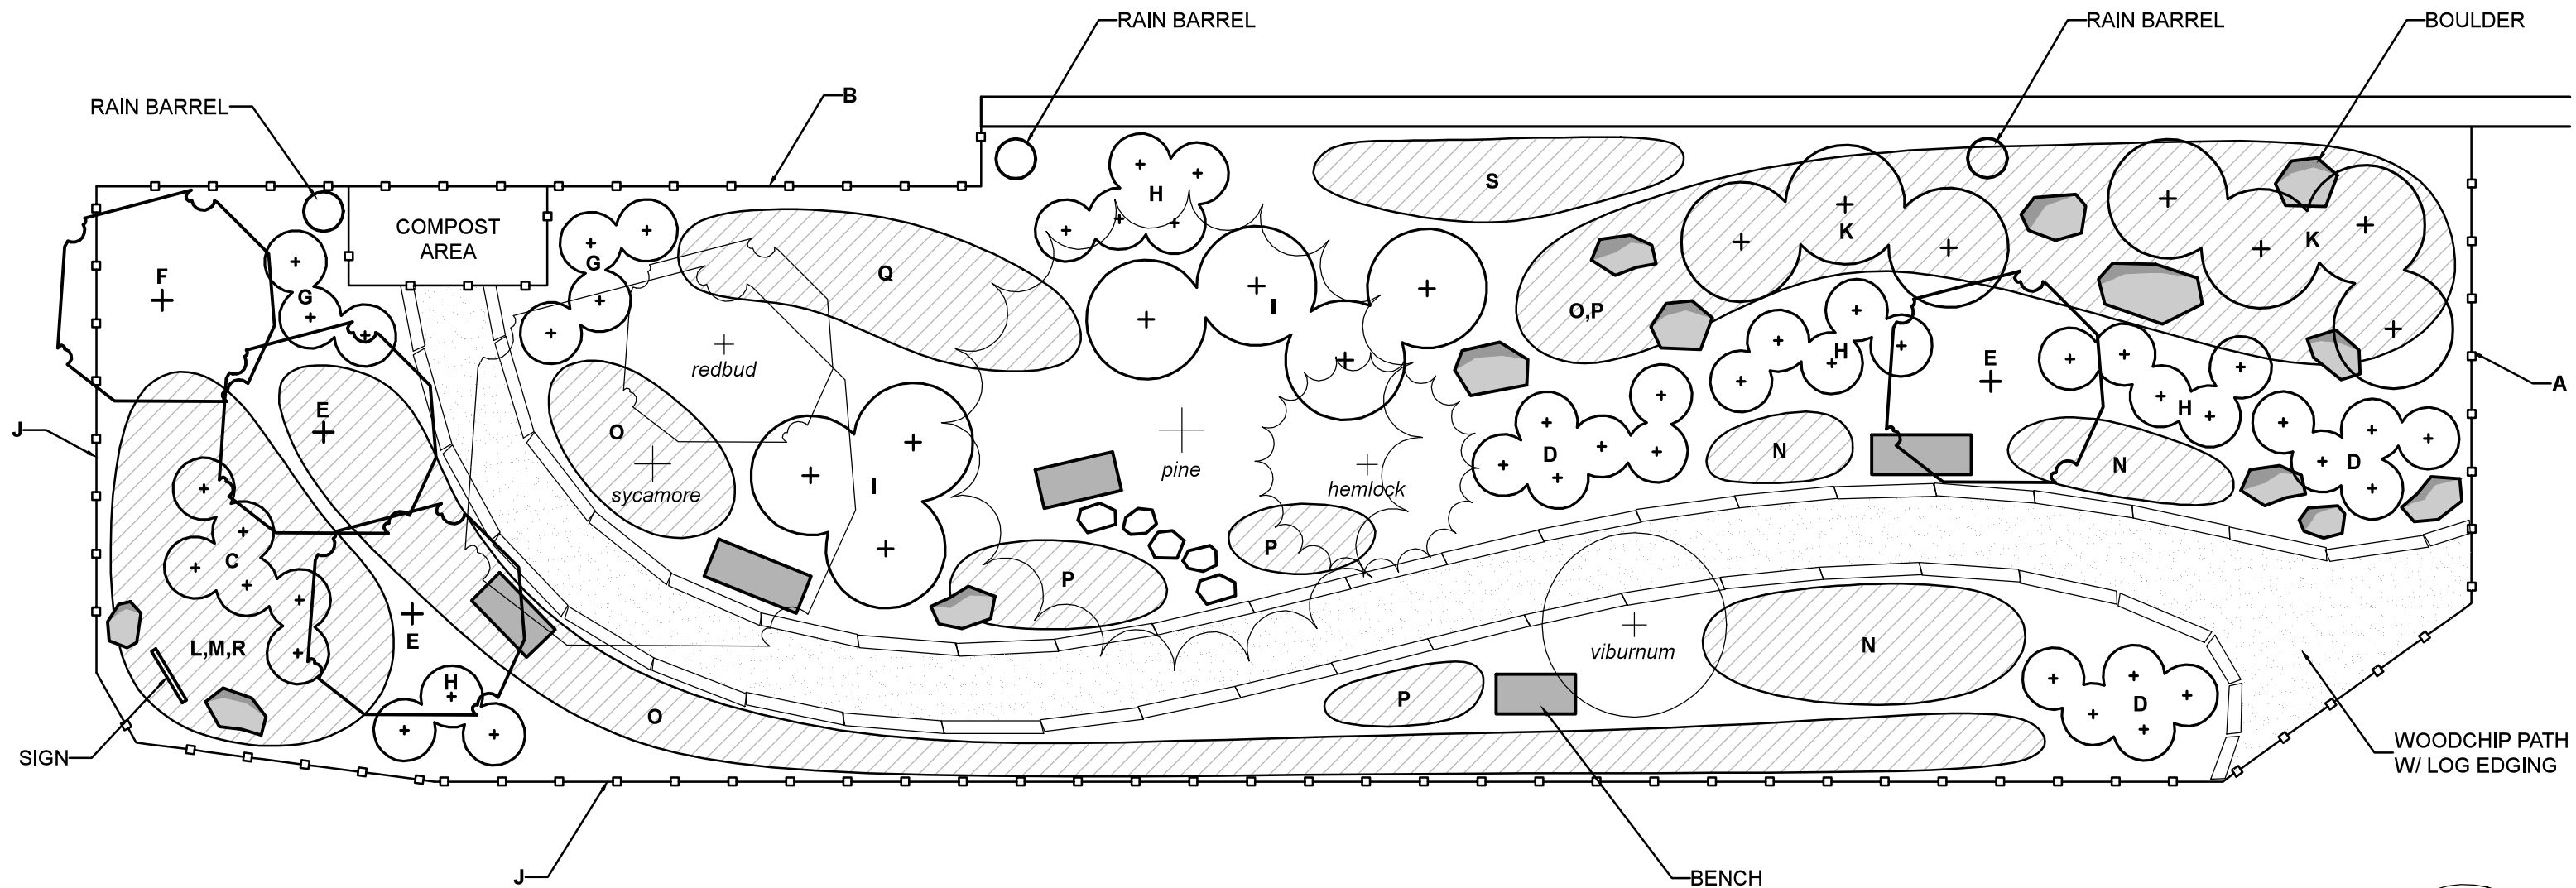 RAIN BARREL
RAIN BARREL
BOULDER
B
RAIN BARREL
S
H
COMPOST
AREA
K
K
G
Q
F
G
I
O,P
H
E
redbud
A
H
E
J
O
D
N
N
D
pine
hemlock
sycamore
I
P
C
P
E
L,M,R
viburnum
N
H
P
D
O
SIGN
WOODCHIP PATH
W/ LOG EDGING
J
BENCH